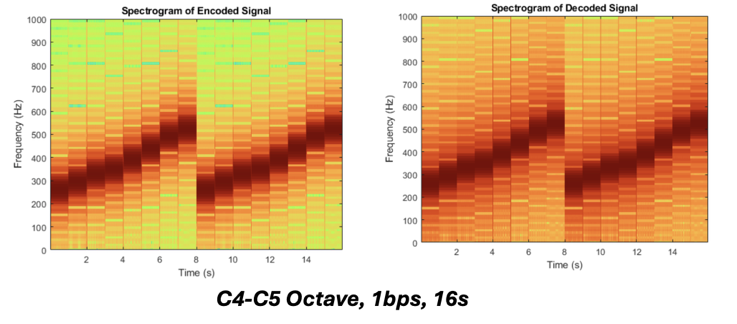 Spectrogram of Encoded Signal
1000
900
800
700
600
500
400
300
200
100
0
Frequency (Hz)
2 4 6 8 10 12 14
Time (s)
Spectrogram of Decoded Signal
1000
900
800
700
600
500
400
300
200
100
0
Frequency (Hz)
2 4 6 8 10 12 14
Time (s)
C4-C5 Octave, 1bps, 16s